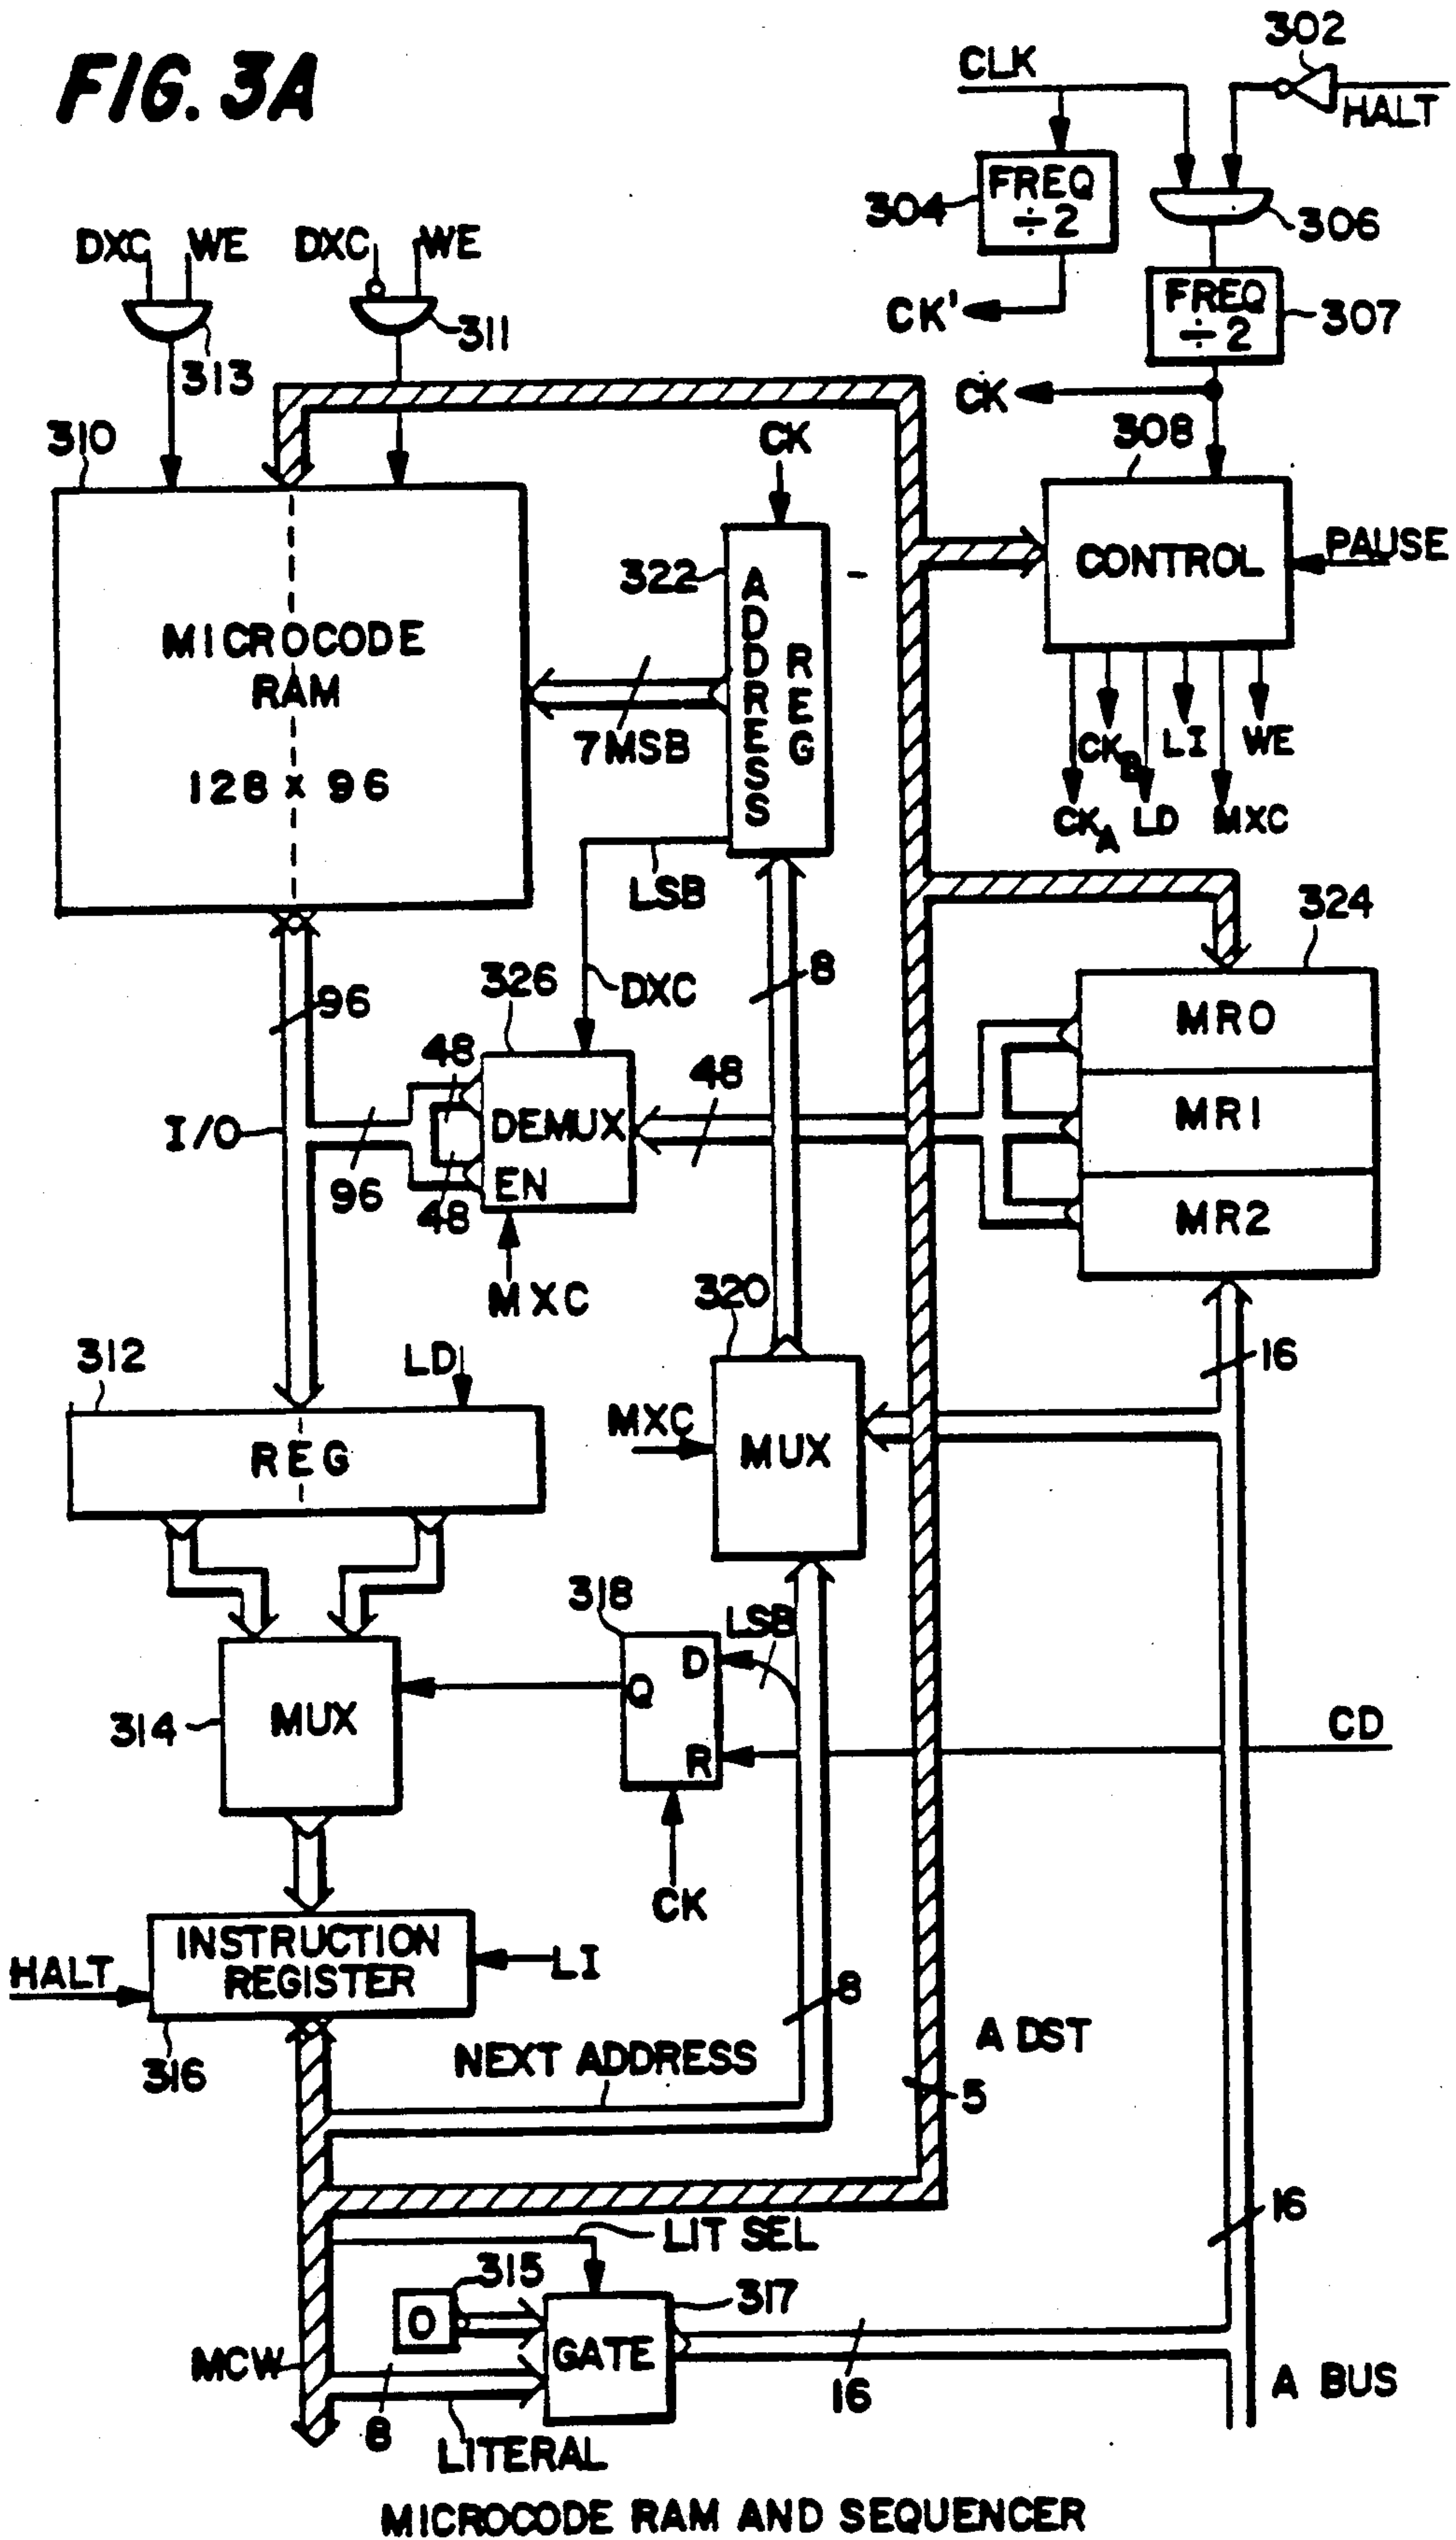 FIG. 3A
CLK
302
HALT
304
FREQ
÷2
306
CK'
FREQ
÷2
307
CK
DXC
WE
DXC
WE
313
311
310
CK
308
322
ADDRESS
REG
CONTROL
PAUSE
MICROCODE
RAM
128 x 96
7MSB
CKB
LI
WE
CKA
LD
MXC
LSB
324
96
326
DXC
8
MR0
48
48
I/O
DEMUX
MR1
96
48
EN
MR2
MXC
320
312
LD
16
REG
MXC
MUX
318
LSB
D
Q
314
MUX
R
CD
CK
INSTRUCTION
REGISTER
LI
HALT
8
316
NEXT ADDRESS
A DST
5
LIT SEL
16
315
317
0
GATE
MCW
8
16
A BUS
LITERAL
MICROCODE RAM AND SEQUENCER